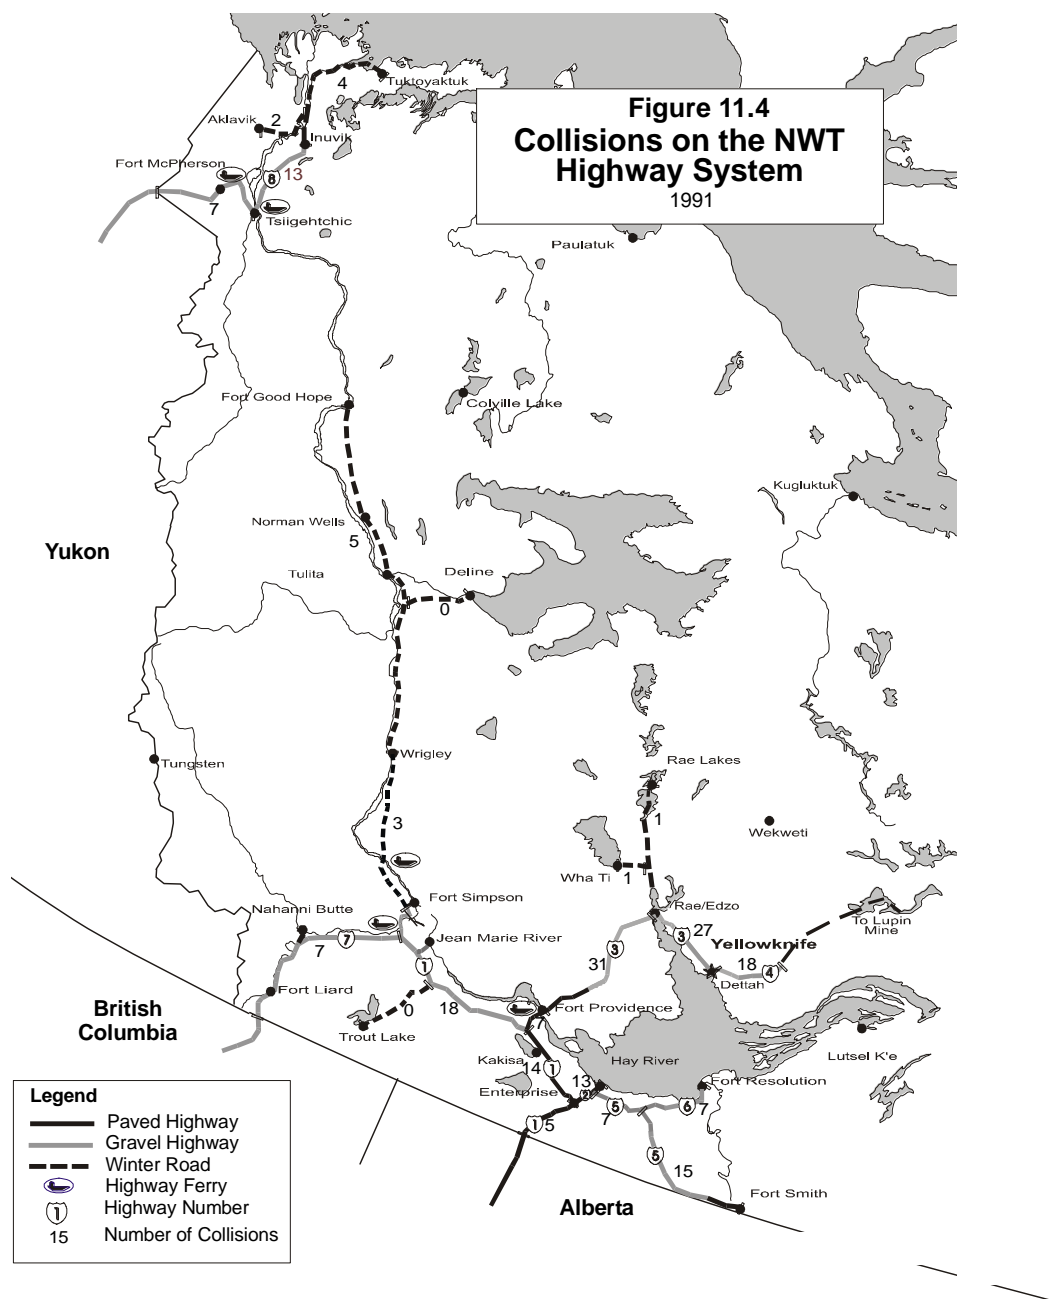 Figure 11.4
Collisions on the NWT
Highway System
1991
Tuktoyaktuk
4
Aklavik
2
Inuvik
Fort McPherson
8
13
7
Tsiigehtchic
Paulatuk
Fort Good Hope
Colville Lake
Kugluktuk
Norman Wells
5
Yukon
Tulita
Deline
0
Wrigley
Tungsten
Rae Lakes
3
1
Wekweti
Wha Ti
1
Fort Simpson
Nahanni Butte
Rae/Edzo
To Lupin
Mine
7
7
Jean Marie River
3
3
27
Yellowknife
1
31
18
4
Dettah
Fort Liard
British
Columbia
0
18
Fort Providence
7
Trout Lake
Lutsel K'e
Kakisa
14
1
Hay River
Enterprise
13
2
Fort Resolution
5
6
7
1
5
7
5
15
Fort Smith
Alberta
Legend
Paved Highway
Gravel Highway
Winter Road
Highway Ferry
1
Highway Number
15
Number of Collisions